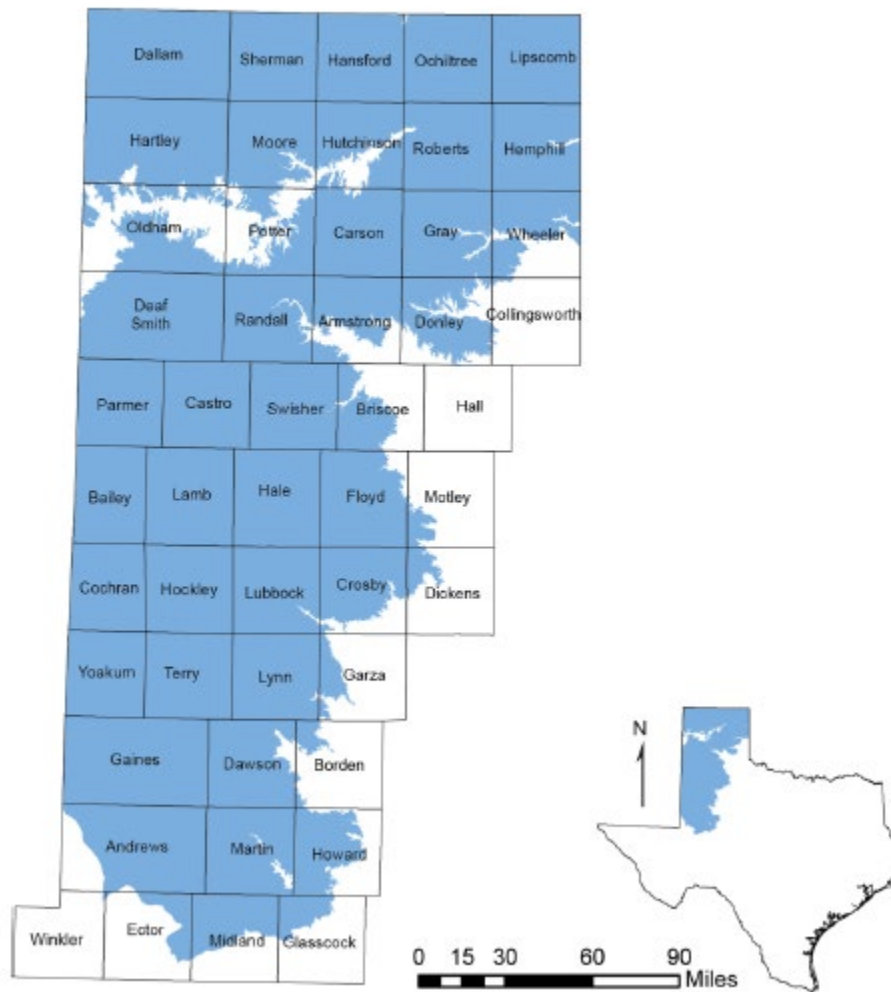 Dallam
Sherman
Hansford
Ochiltree
Lipscomb
Hartley
Moore
Hutchinson
Roberts
Hemphill
Oldham
Potter
Carson
Gray
Wheeler
Deaf
Smith
Randall
Armstrong
Donley
Collingsworth
Parmer
Castro
Swisher
Briscoe
Hall
Bailey
Lamb
Hale
Floyd
Motley
Cochran
Hockley
Lubbock
Crosby
Dickens
Yoakum
Terry
Lynn
Garza
Gaines
Dawson
Borden
Andrews
Martin
Howard
Winkler
Ector
Midland
Glasscock
N
0 15 30 60 90
Miles